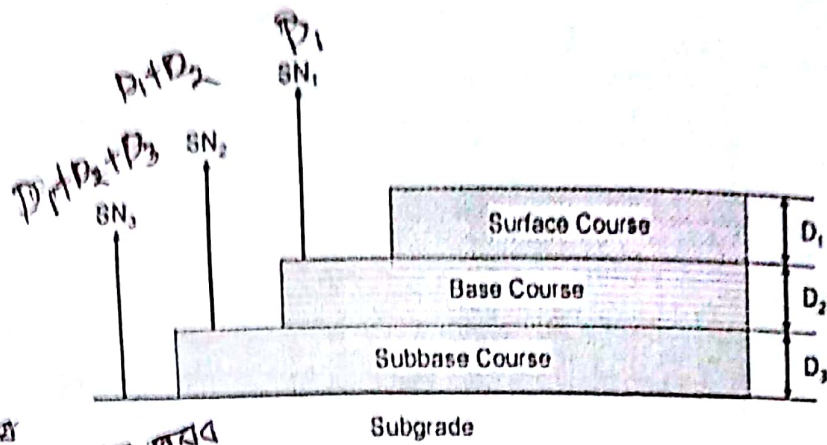 D₁
SN₁
D₁+D₂
SN₂
D₁+D₂+D₃
SN₃
Surface Course
D₁
Base Course
D₂
Subbase Course
D₃
Subgrade